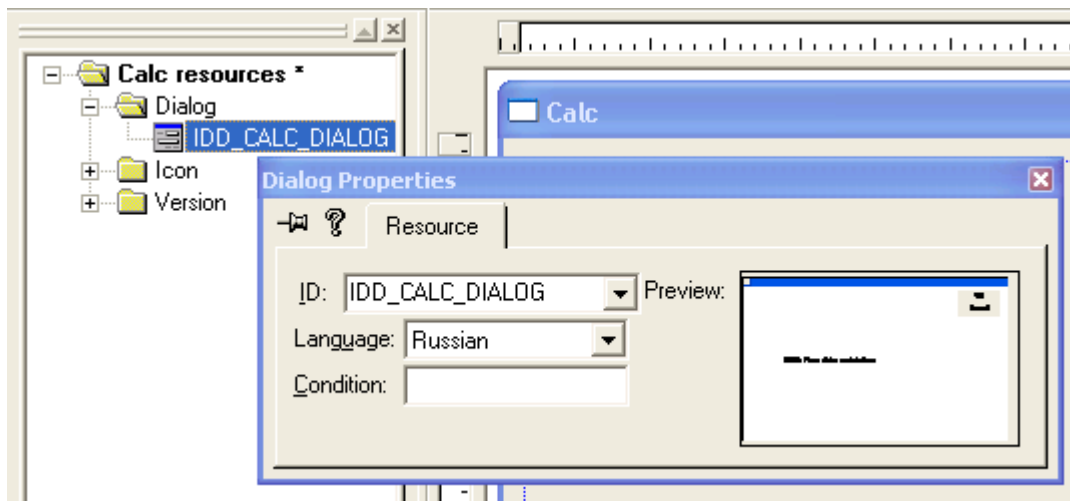 Calc resources *
Dialog
IDD_CALC_DIALOG
Icon
Version
Calc
Dialog Properties
Resource
ID: IDD_CALC_DIALOG Preview:
Language: Russian
Condition: